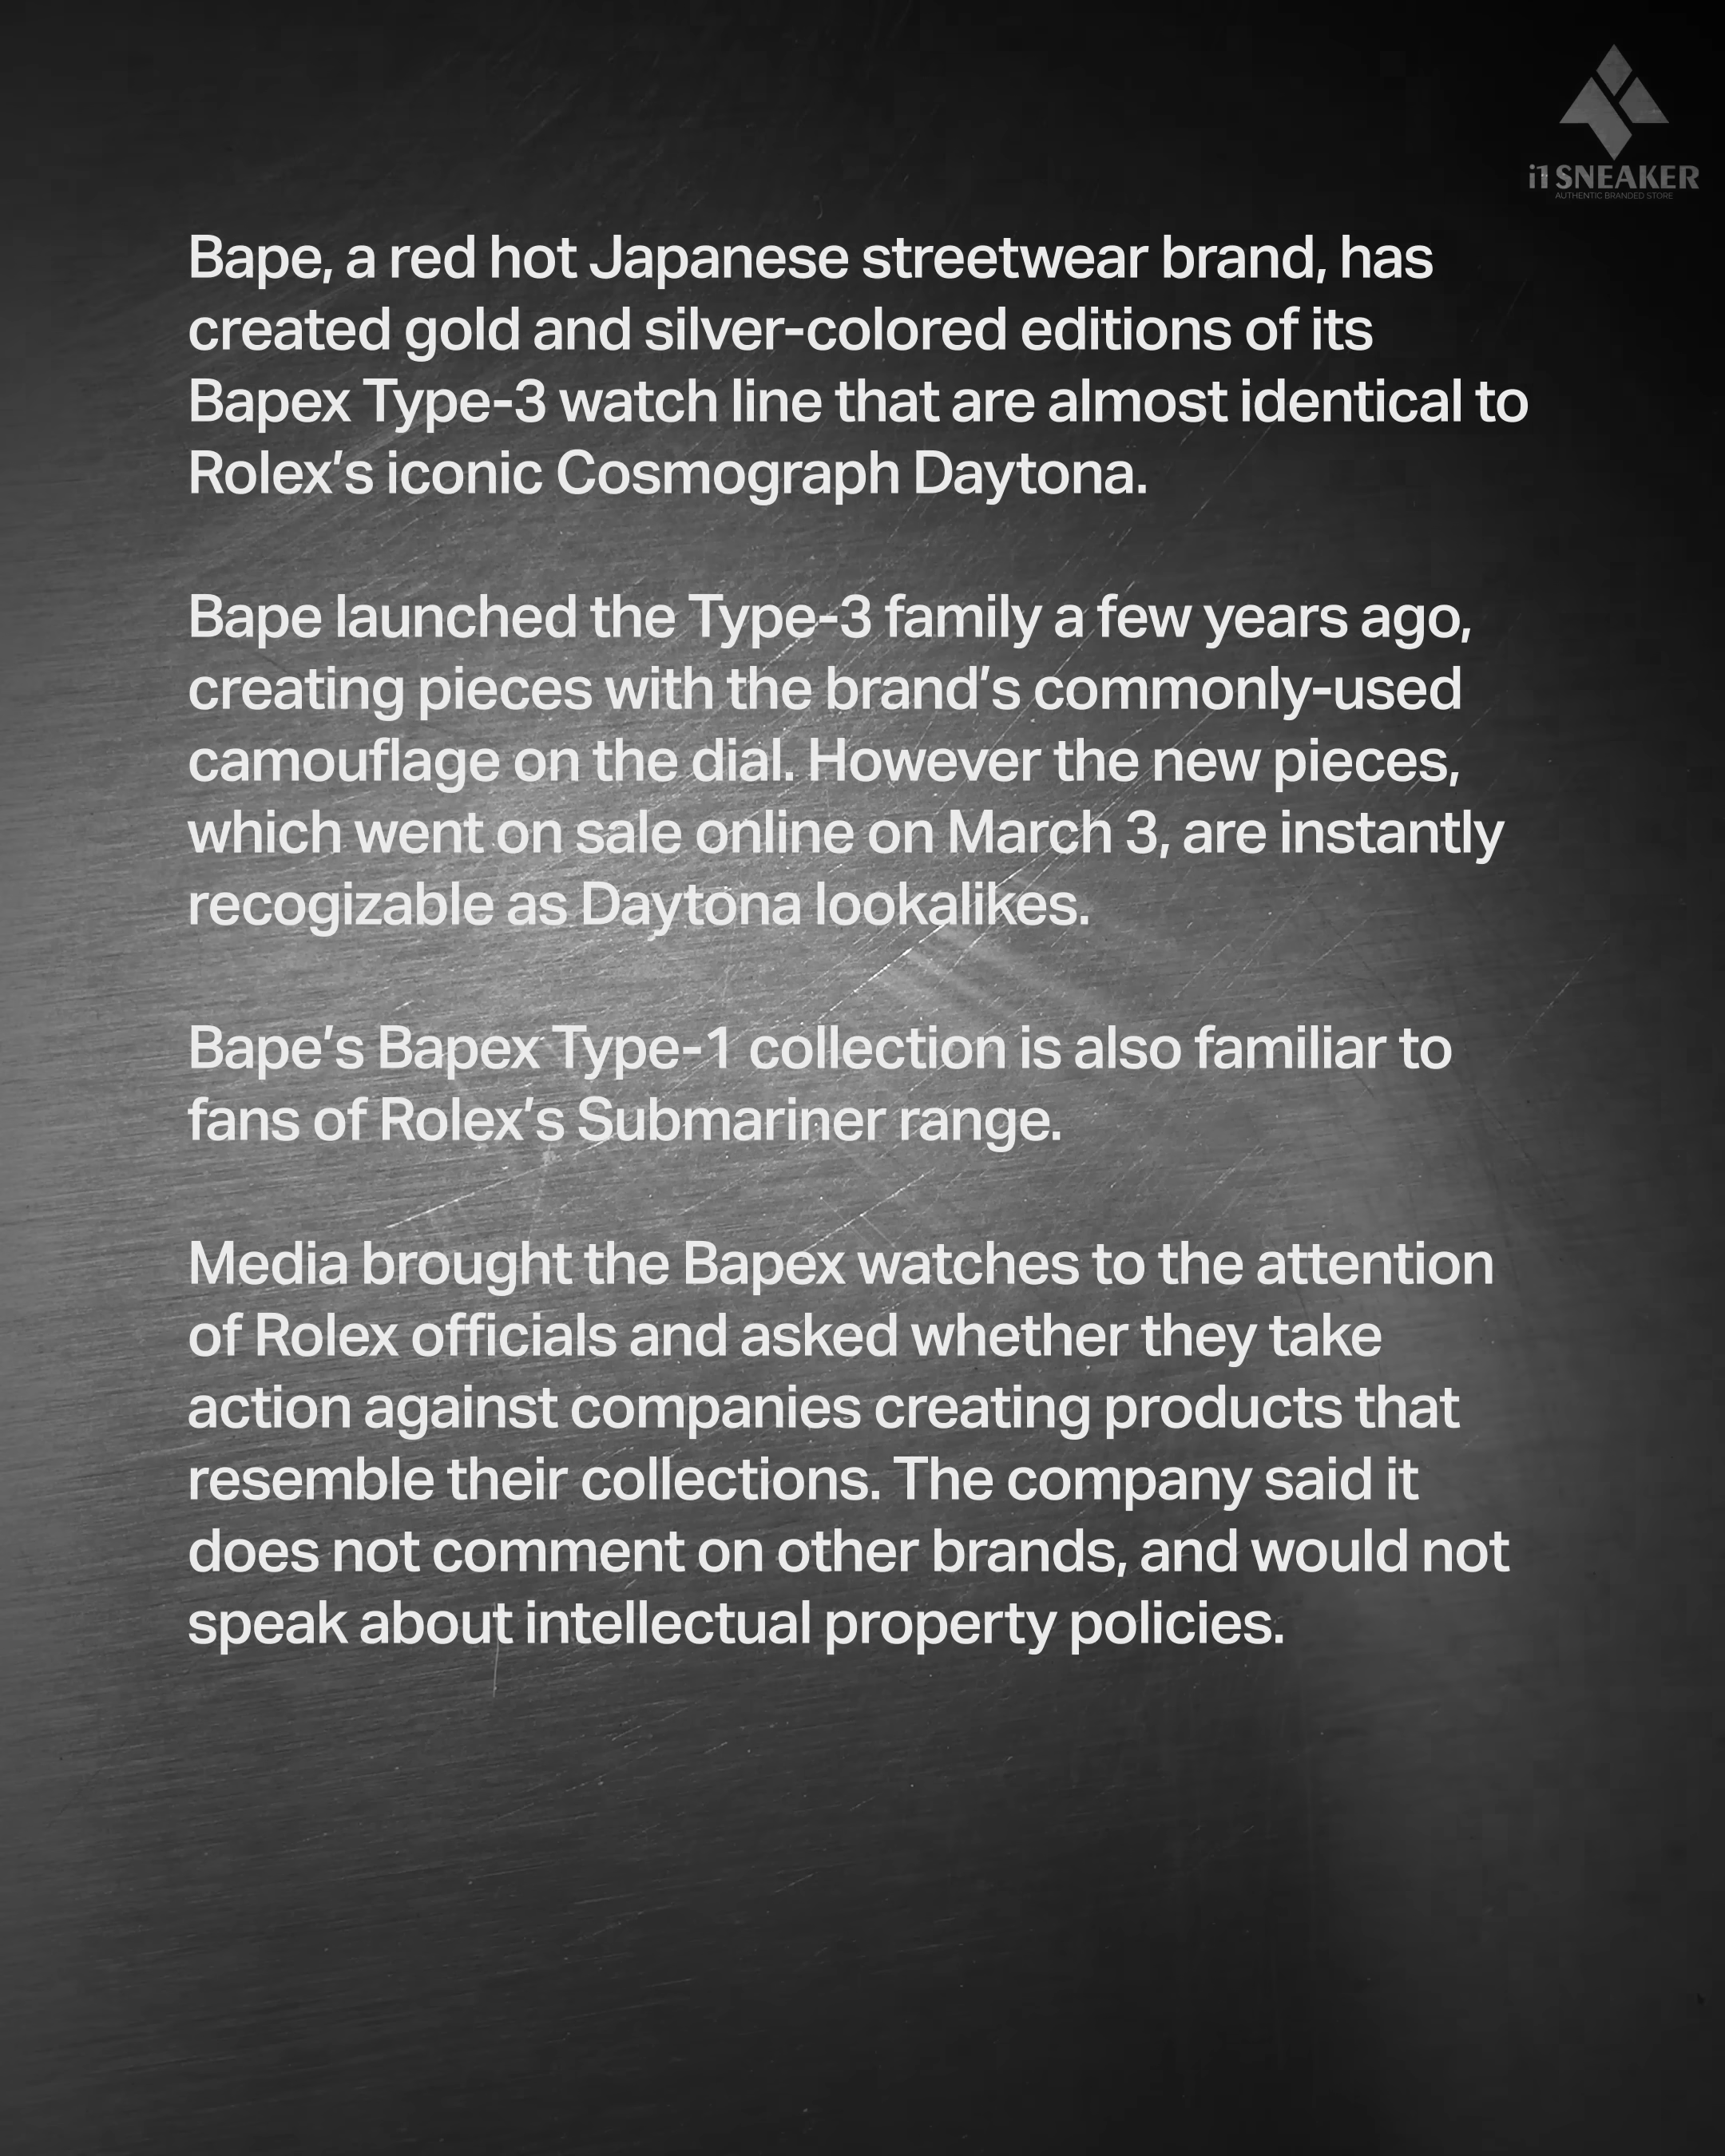 i1 SNEAKER
AUTHENTIC BRANDED STORE
Bape, a red hot Japanese streetwear brand, has
created gold and silver-colored editions of its
Bapex Type-3 watch line that are almost identical to
Rolex’s iconic Cosmograph Daytona.
Bape launched the Type-3 family a few years ago,
creating pieces with the brand’s commonly-used
camouflage on the dial. However the new pieces,
which went on sale online on March 3, are instantly
recogizable as Daytona lookalikes.
Bape’s Bapex Type-1 collection is also familiar to
fans of Rolex’s Submariner range.
Media brought the Bapex watches to the attention
of Rolex officials and asked whether they take
action against companies creating products that
resemble their collections. The company said it
does not comment on other brands, and would not
speak about intellectual property policies.